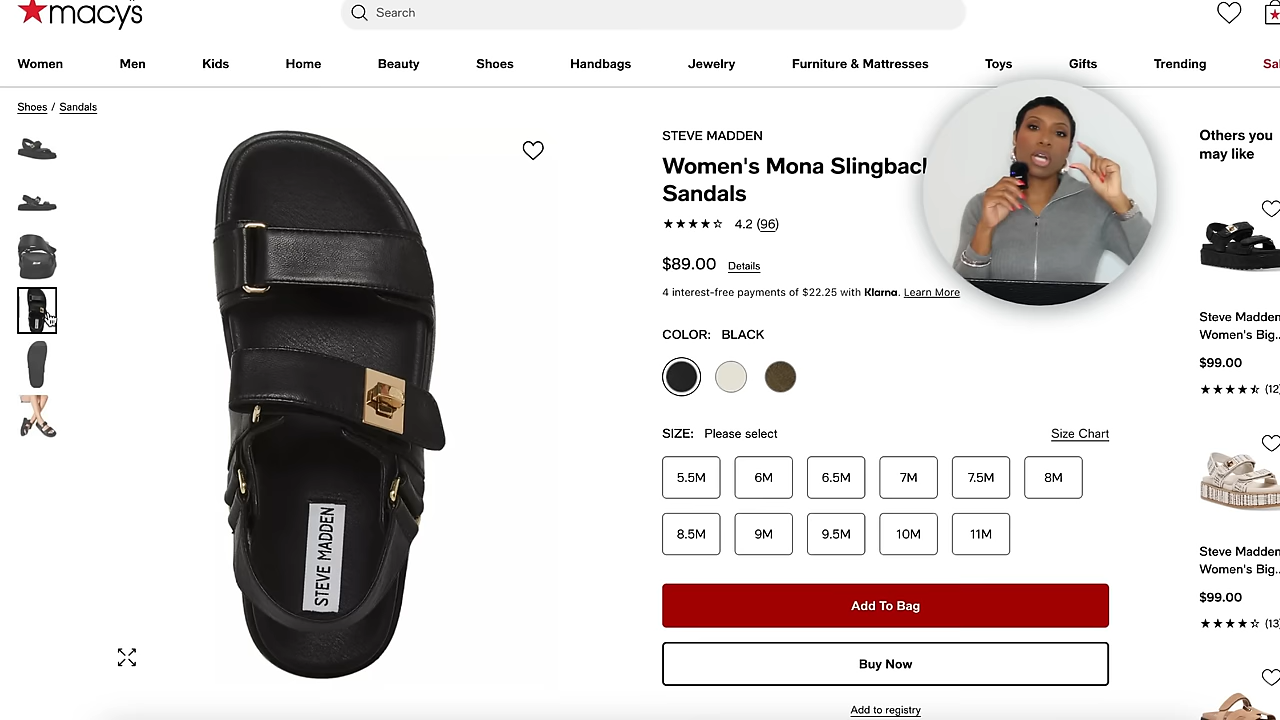 macy's
Search
Women Men Kids Home Beauty Shoes Handbags Jewelry Furniture & Mattresses Toys Gifts Trending
Shoes / Sandals
STEVE MADDEN
Women's Mona Slingback
Sandals
4.2 (96)
$89.00 Details
4 interest-free payments of $22.25 with Klarna. Learn More
COLOR: BLACK
SIZE: Please select Size Chart
5.5M 6M 6.5M 7M 7.5M 8M
8.5M 9M 9.5M 10M 11M
Add To Bag
Buy Now
Add to registry
STEVE MADDEN
Others you
may like
Steve Madden
Women's Big...
$99.00
(12
Steve Madden
Women's Big...
$99.00
(13